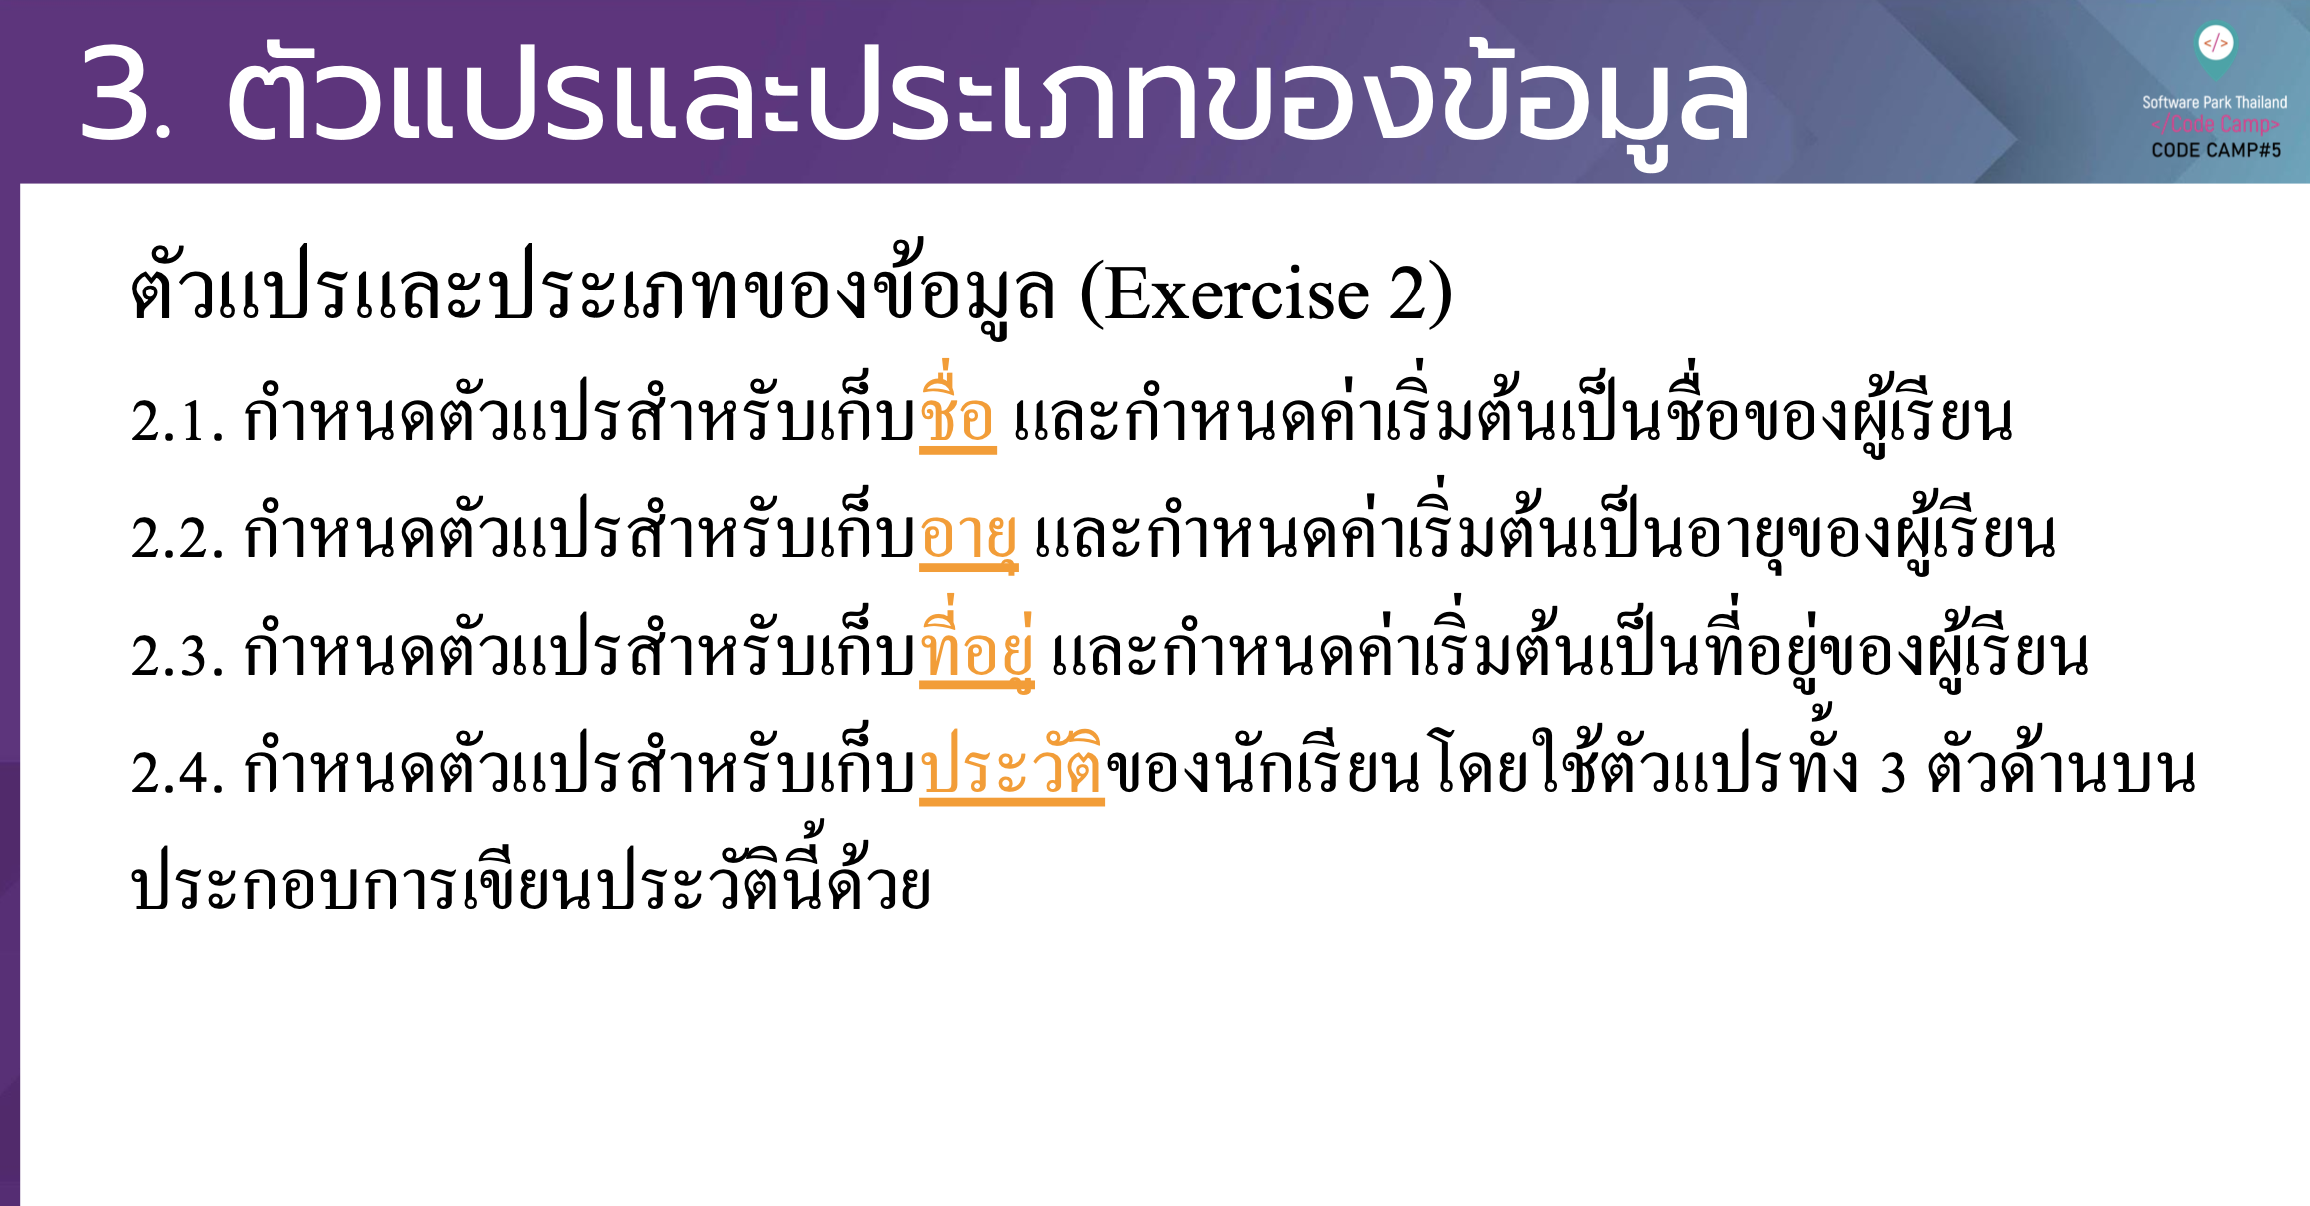 3. ตัวแปรและประเภทของข้อมูล
</>
Software Park Thailand
</Code Camp>
CODE CAMP#5
ตัวแปรและประเภทของข้อมูล (Exercise 2)
2.1. กำหนดตัวแปรสำหรับเก็บชื่อ และกำหนดค่าเริ่มต้นเป็นชื่อของผู้เรียน
2.2. กำหนดตัวแปรสำหรับเก็บอายุ และกำหนดค่าเริ่มต้นเป็นอายุของผู้เรียน
2.3. กำหนดตัวแปรสำหรับเก็บที่อยู่ และกำหนดค่าเริ่มต้นเป็นที่อยู่ของผู้เรียน
2.4. กำหนดตัวแปรสำหรับเก็บประวัติของนักเรียน โดยใช้ตัวแปรทั้ง 3 ตัวด้านบน
ประกอบการเขียนประวัตินี้ด้วย